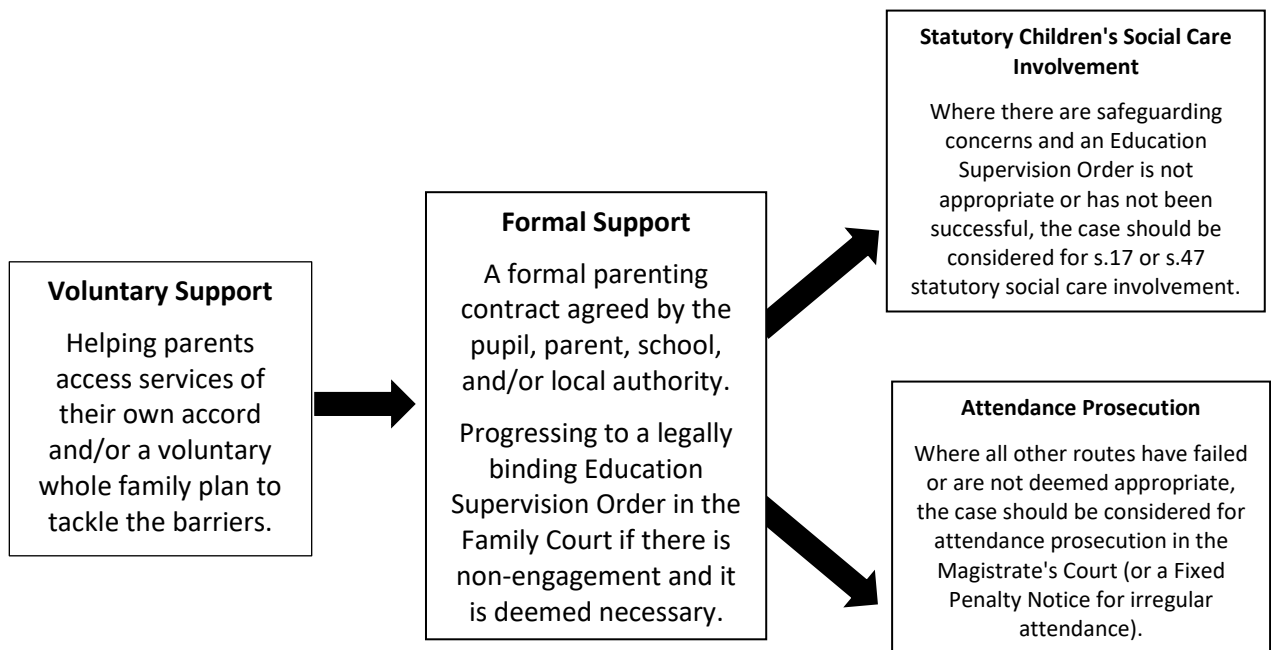 Voluntary Support
Helping parents
access services of
their own accord
and/or a voluntary
whole family plan to
tackle the barriers.
Formal Support
A formal parenting
contract agreed by the
pupil, parent, school,
and/or local authority.
Progressing to a legally
binding Education
Supervision Order in the
Family Court if there is
non-engagement and it
is deemed necessary.
Statutory Children's Social Care
Involvement
Where there are safeguarding
concerns and an Education
Supervision Order is not
appropriate or has not been
successful, the case should be
considered for s.17 or s.47
statutory social care involvement.
Attendance Prosecution
Where all other routes have failed
or are not deemed appropriate,
the case should be considered for
attendance prosecution in the
Magistrate's Court (or a Fixed
Penalty Notice for irregular
attendance).